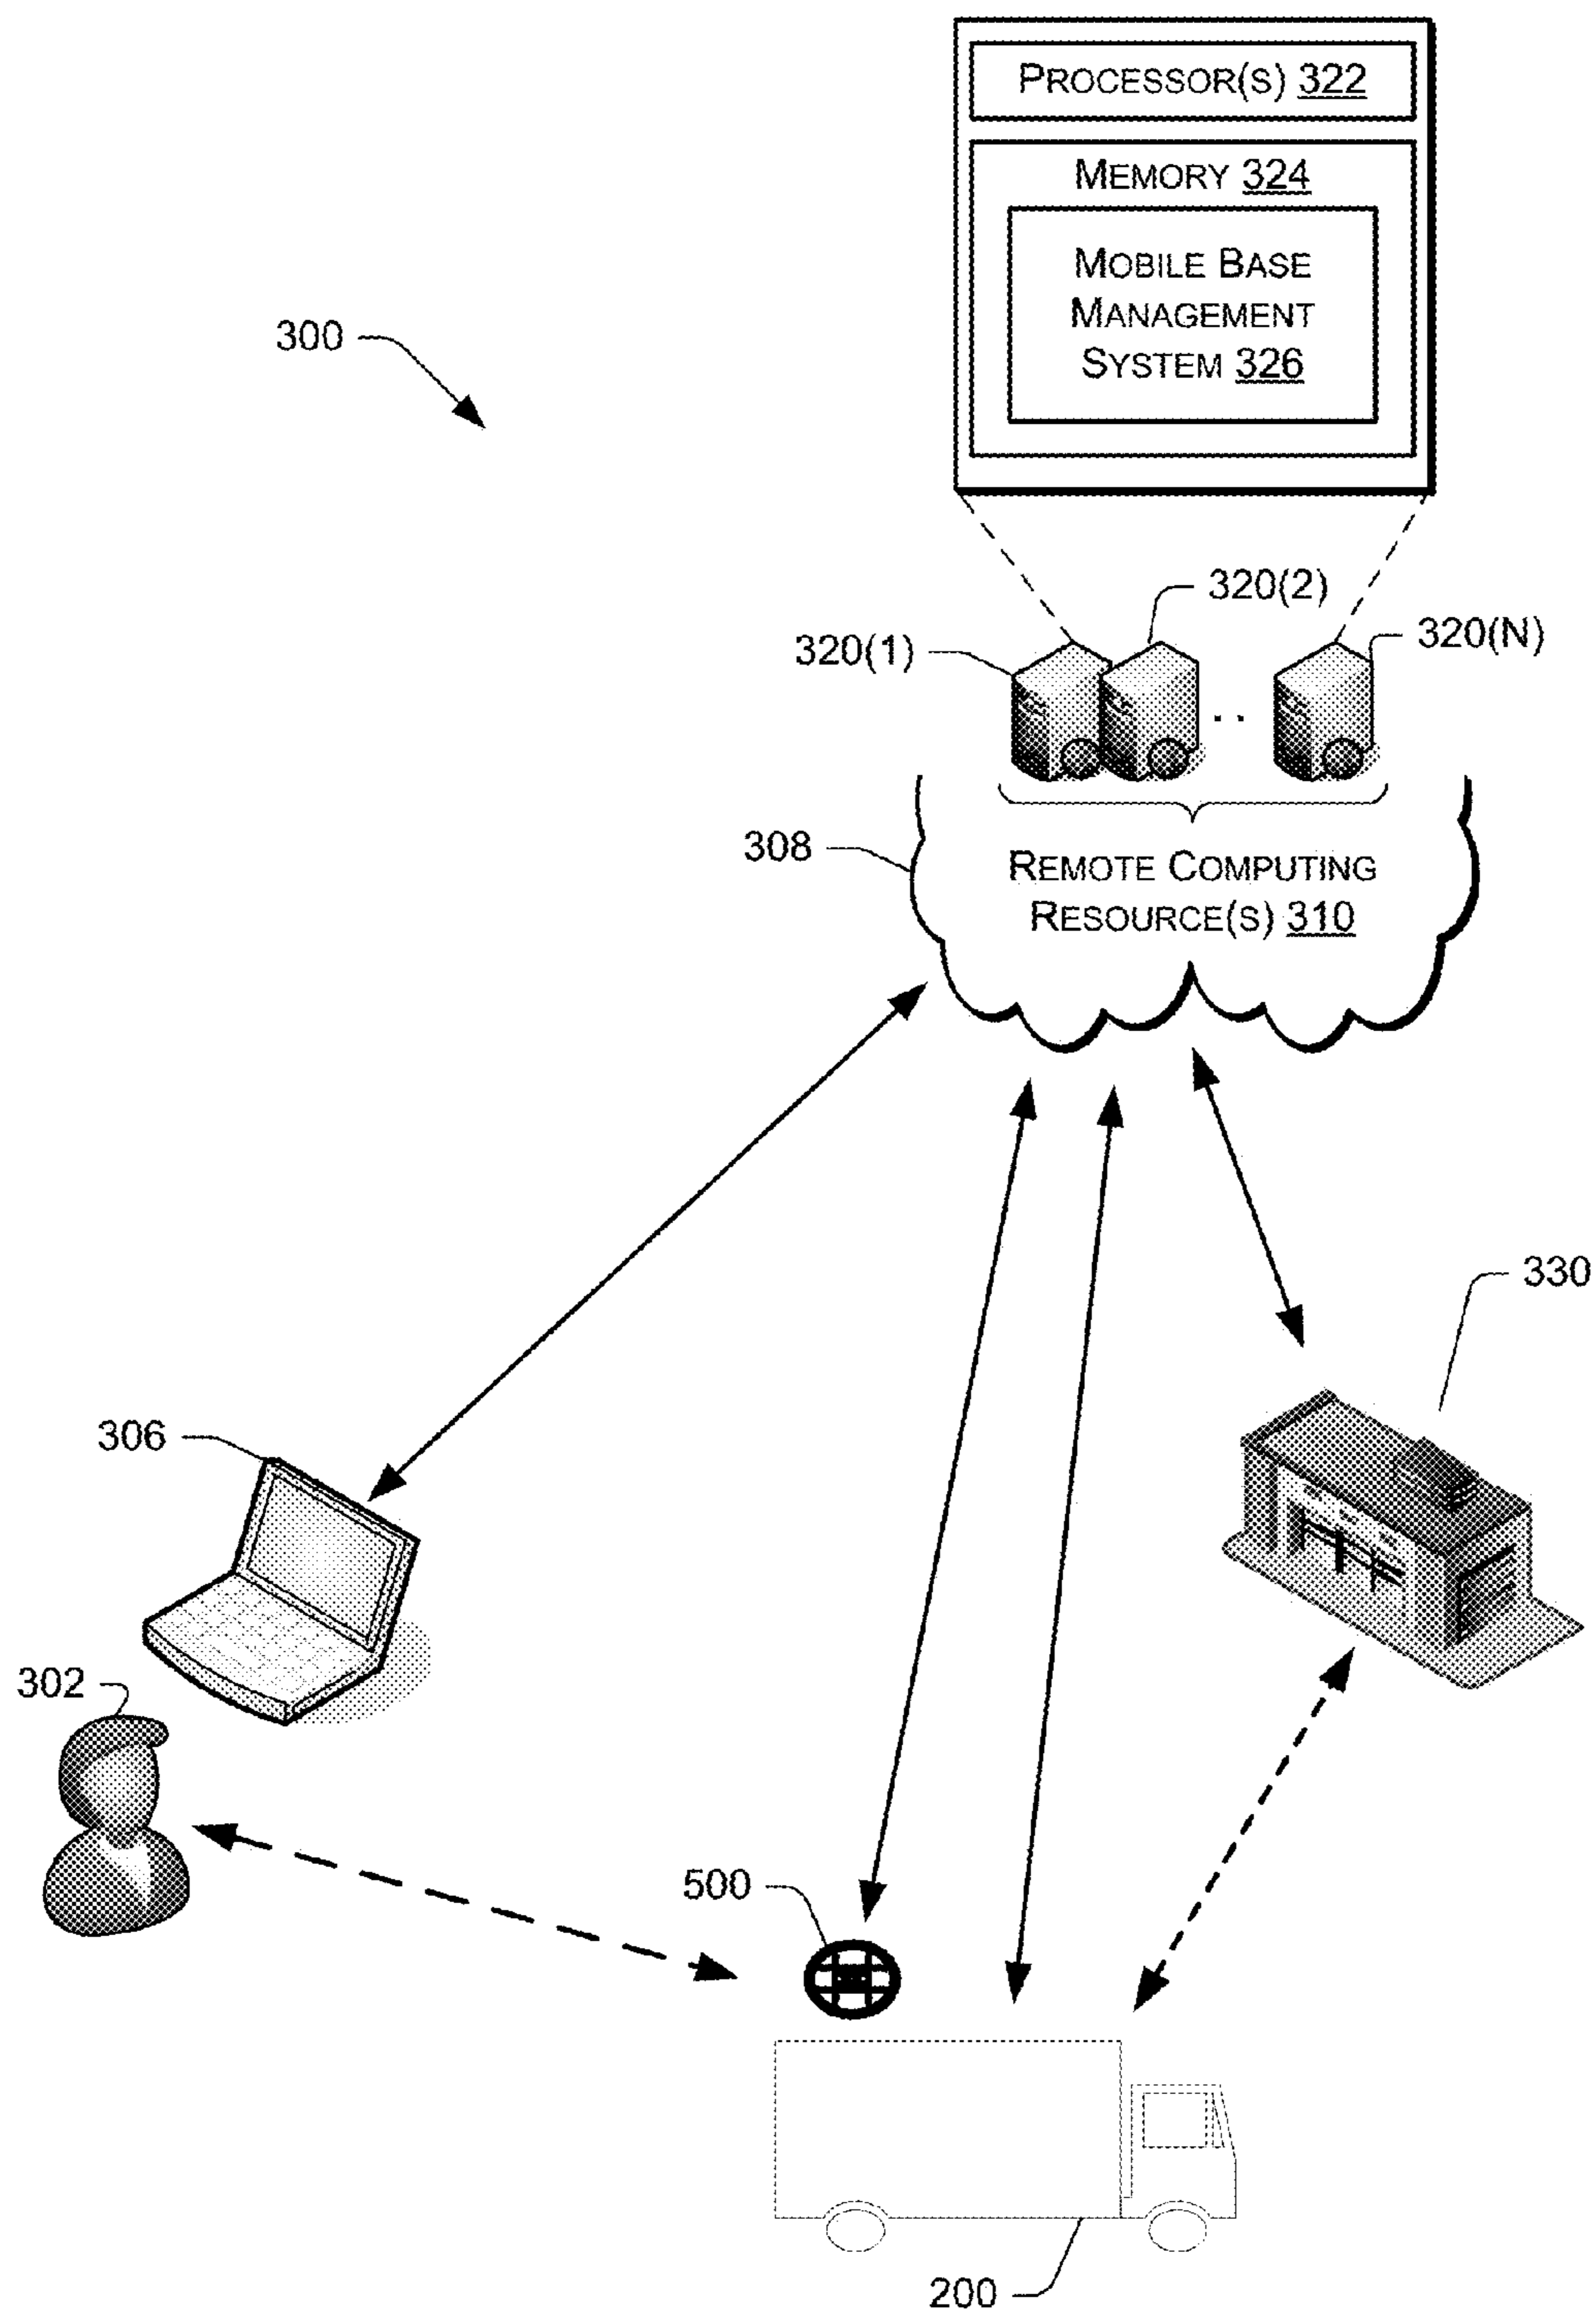 PROCESSOR(S) 322
MEMORY 324
MOBILE BASE
MANAGEMENT
SYSTEM 326
300
320(2)
320(1)
320(N)
..
308
REMOTE COMPUTING
RESOURCE(S) 310
330
306
302
500
200